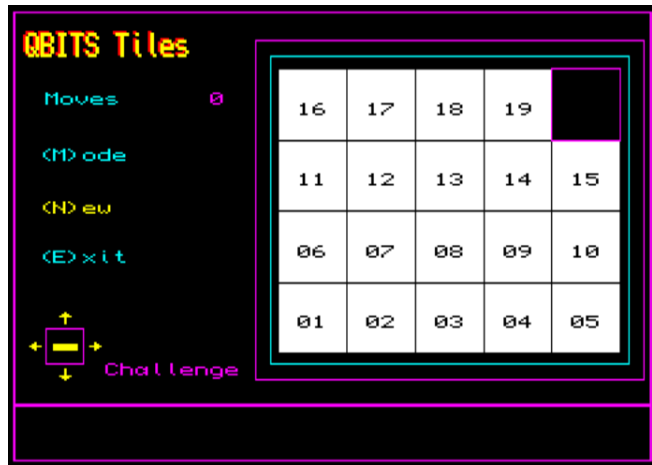 QBITS Tiles
Moves 0
(M)ode
(N)ew
(E)xit
Challenge
16 17 18 19
11 12 13 14 15
06 07 08 09 10
01 02 03 04 05